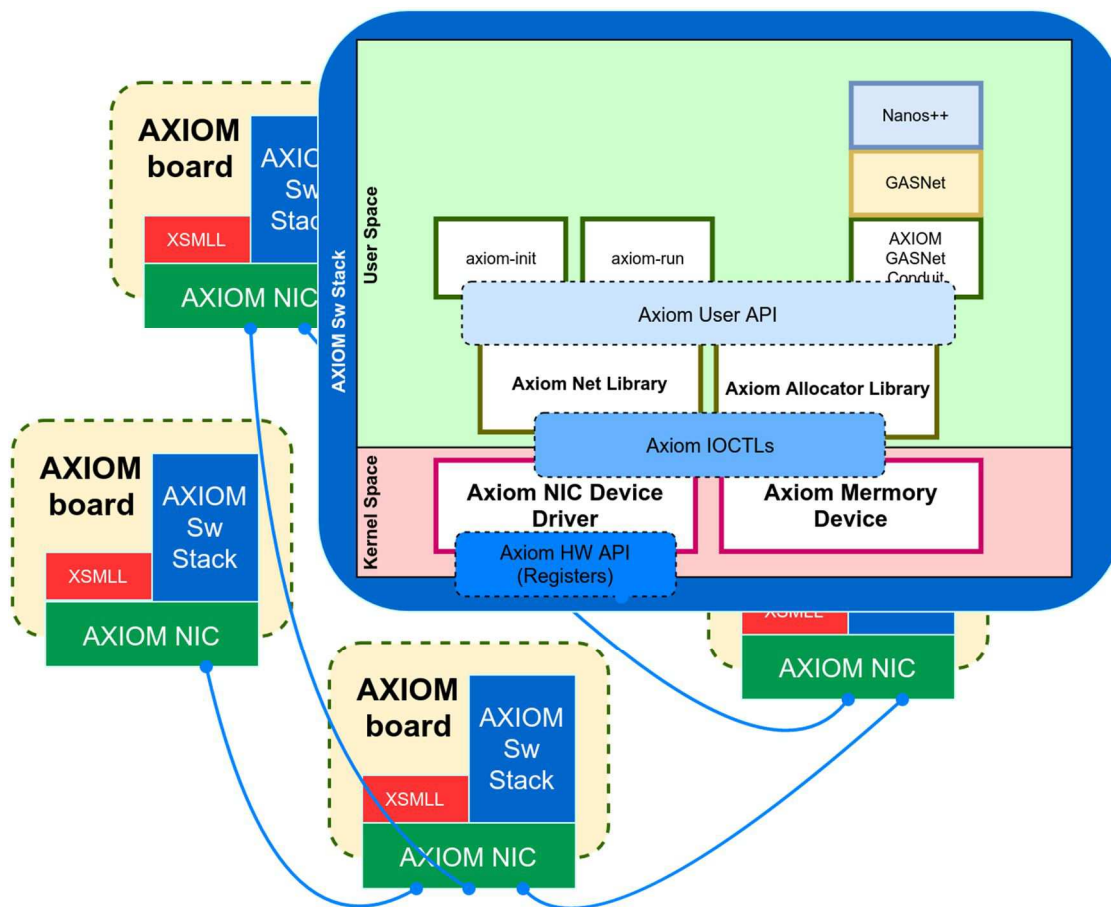 AXIOM
board
AXIOM
Sw
Stack
XSMLL
AXIOM NIC
AXIOM Sw Stack
User Space
Nanos++
GASNet
AXIOM
GASNet
Conduit
axiom-init
axiom-run
Axiom User API
Axiom Net Library
Axiom Allocator Library
Axiom IOCTLs
Kernel Space
Axiom NIC Device
Driver
Axiom Mermory
Device
Axiom HW API
(Registers)
AXIOM
board
AXIOM
Sw
Stack
XSMLL
AXIOM NIC
XSMLL
AXIOM NIC
AXIOM
board
AXIOM
Sw
Stack
XSMLL
AXIOM NIC